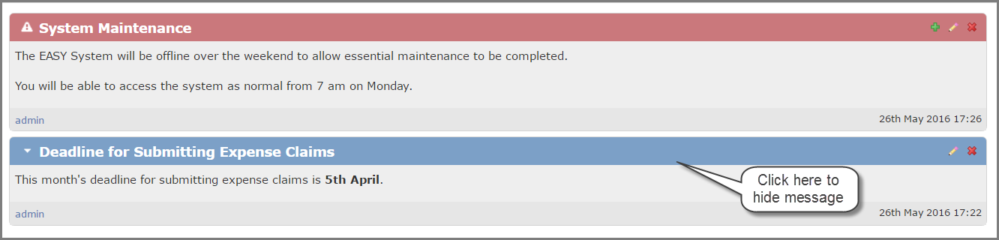 System Maintenance
The EASY System will be offline over the weekend to allow essential maintenance to be completed.
You will be able to access the system as normal from 7 am on Monday.
admin 26th May 2016 17:26
Deadline for Submitting Expense Claims
This month's deadline for submitting expense claims is 5th April.
Click here to
hide message
admin 26th May 2016 17:22